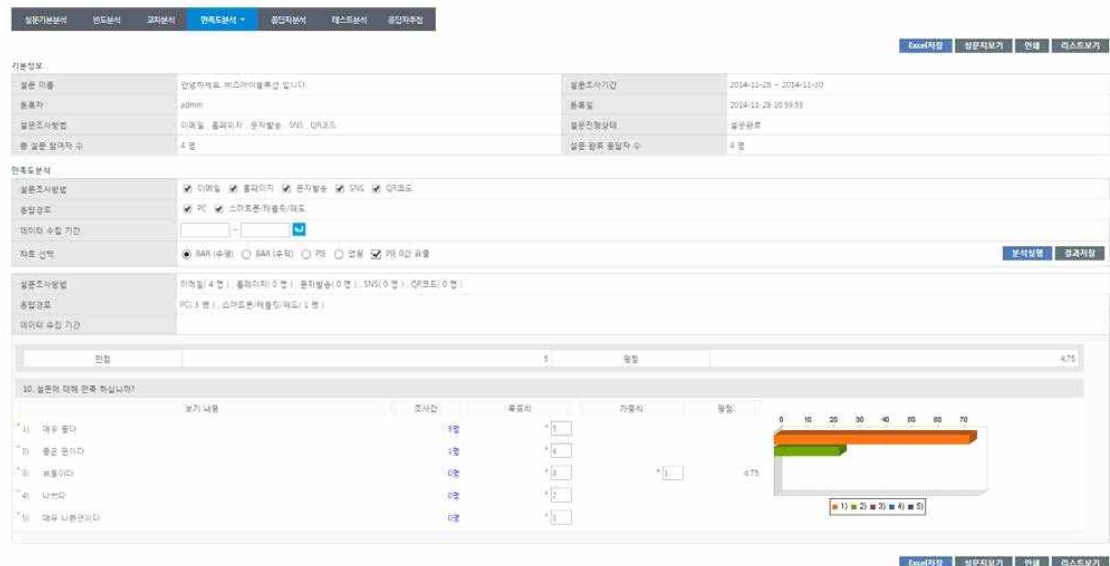 설문기본분석 빈도분석 교차분석 만족도분석 응답자분석 테스트분석 응답자추첨
Excel저장 설문지보기 인쇄 리스트보기
기본정보
설문 이름 안녕하세요. 비즈아이솔루션 입니다. 설문조사기간 2014-11-28 ~ 2014-11-30
등록자 admin 등록일 2014-11-28 10:59:53
설문조사방법 이메일 , 홈페이지 , 문자발송 , SNS , QR코드 설문진행상태 설문완료
총 설문 참여자 수 4 명 설문 완료 응답자 수 4 명
만족도분석
설문조사방법 이메일 홈페이지 문자발송 SNS QR코드
응답경로 PC 스마트폰/태블릿/패드
데이터 수집 기간 ~
차트 선택 BAR (수평) BAR (수직) PIE 없음 PIE 0값 표출 분석실행 결과저장
설문조사방법 이메일( 4 명 ) , 홈페이지( 0 명 ) , 문자발송( 0 명 ) , SNS( 0 명 ) , QR코드( 0 명 )
응답경로 PC( 3 명 ) , 스마트폰/태블릿/패드( 1 명 )
데이터 수집 기간
만점 5 평점 4.75
10. 설문에 대해 만족 하십니까?
보기 내용 조사값 목표치 가중치 평점
0 10 20 30 40 50 60 70
* 1) 매우 좋다 3명 * 5
* 2) 좋은 편이다 1명 * 4
* 3) 보통이다 0명 * 3 * 1 4.75
* 4) 나쁘다 0명 * 2
* 5) 매우 나쁜편이다 0명 * 1
1) 2) 3) 4) 5)
Excel저장 설문지보기 인쇄 리스트보기